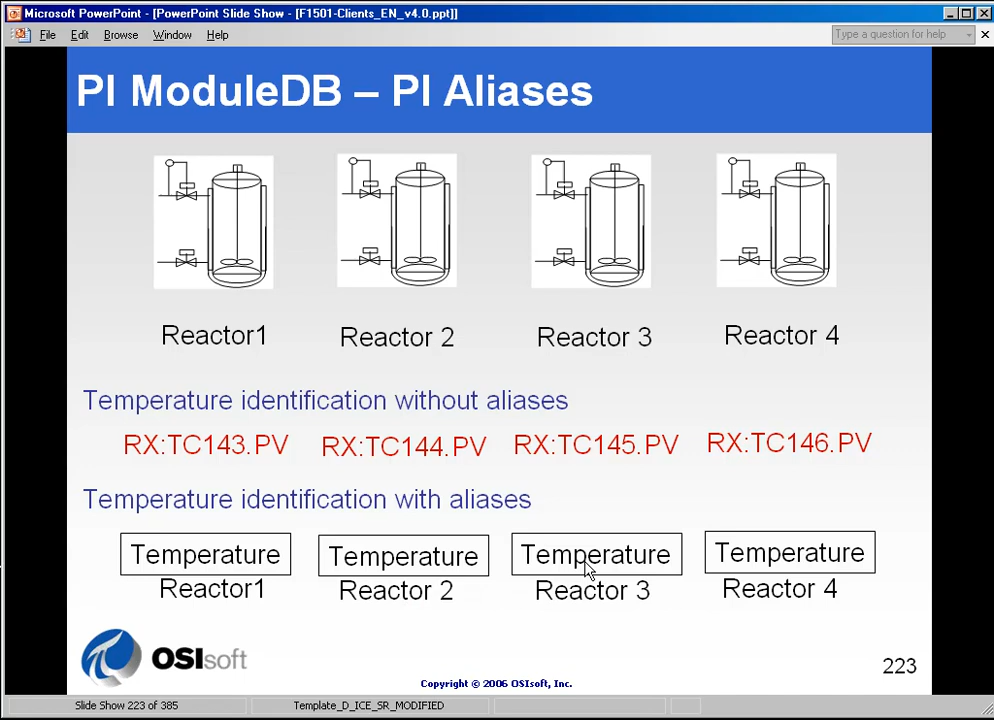 Microsoft PowerPoint - [PowerPoint Slide Show - [F1501-Clients_EN_v4.0.ppt]]
File Edit Browse Window Help Type a question for help
PI ModuleDB – PI Aliases
Reactor1 Reactor 2 Reactor 3 Reactor 4
Temperature identification without aliases
RX:TC143.PV RX:TC144.PV RX:TC145.PV RX:TC146.PV
Temperature identification with aliases
Temperature Temperature Temperature Temperature
Reactor1 Reactor 2 Reactor 3 Reactor 4
OSIsoft
223
Copyright © 2006 OSIsoft, Inc.
Slide Show 223 of 385 Template_D_ICE_SR_MODIFIED